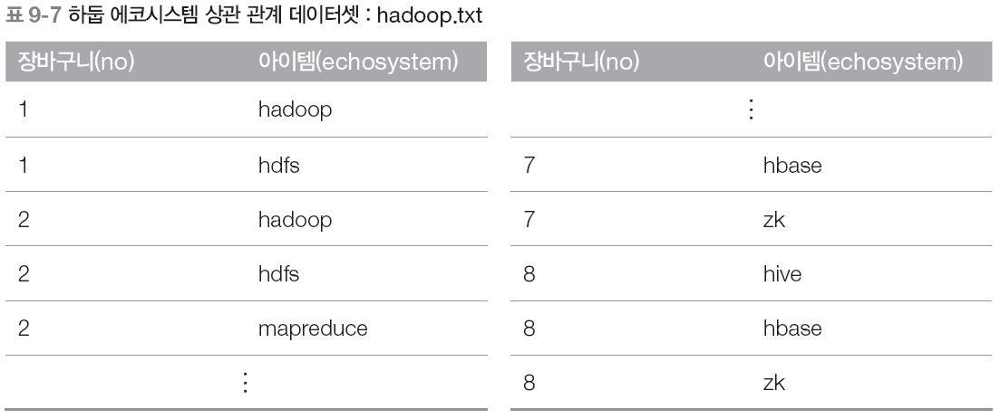 표 9-7 하둡 에코시스템 상관 관계 데이터셋 : hadoop.txt
장바구니(no) 아이템(echosystem)
1 hadoop
1 hdfs
2 hadoop
2 hdfs
2 mapreduce
⋮
장바구니(no) 아이템(echosystem)
⋮
7 hbase
7 zk
8 hive
8 hbase
8 zk